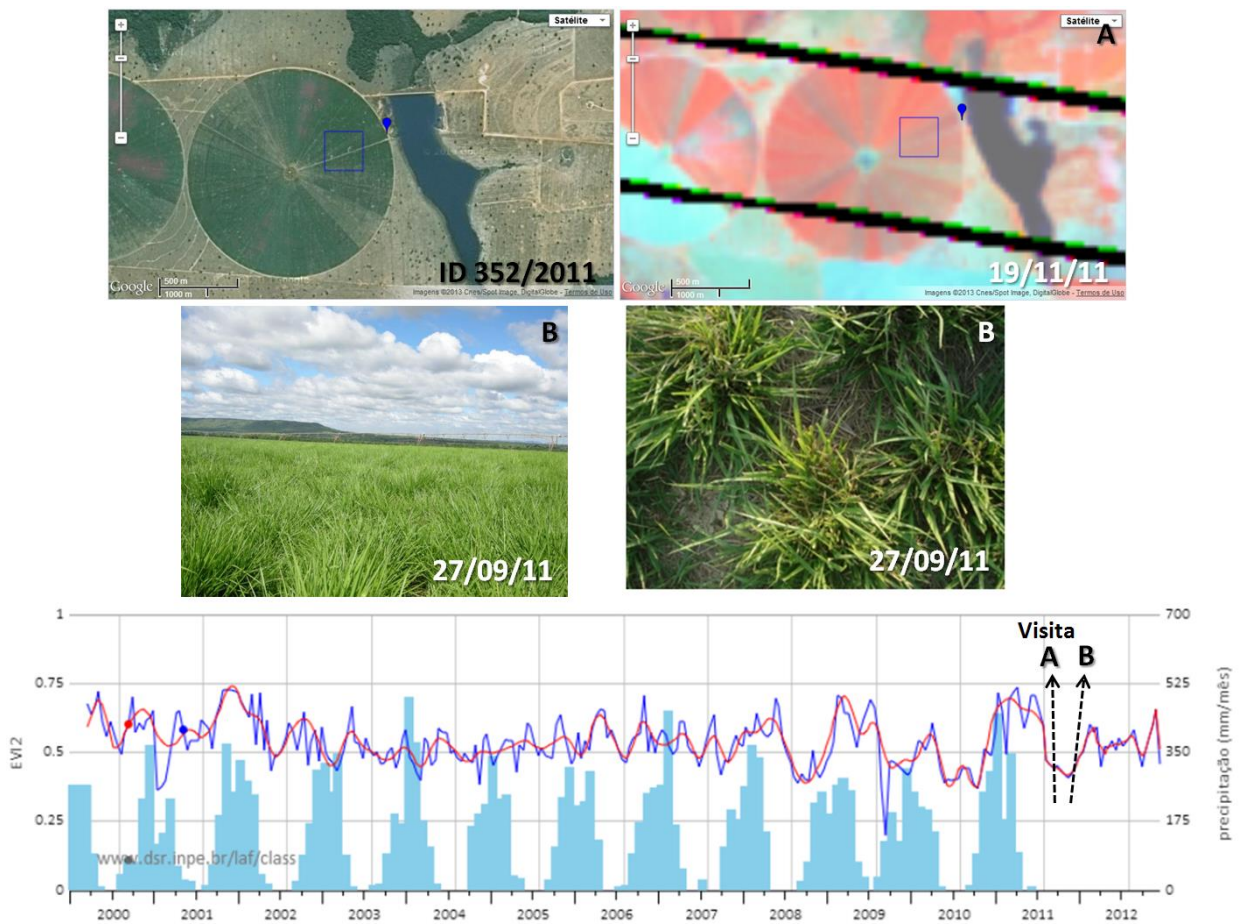 Satélite
ID 352/2011
Google
500 m
1000 m
Imagens ©2013 Cnes/Spot Image, DigitalGlobe - Termos de Uso
Satélite
A
19/11/11
Google
500 m
1000 m
Imagens ©2013 Cnes/Spot Image, DigitalGlobe - Termos de Uso
B
27/09/11
B
27/09/11
1
0.75
0.5
0.25
0
EVI2
Visita
A
B
700
525
350
175
0
precipitação (mm/mês)
www.dsr.inpe.br/laf/class
2000 2001 2002 2003 2004 2005 2006 2007 2008 2009 2010 2011 2012